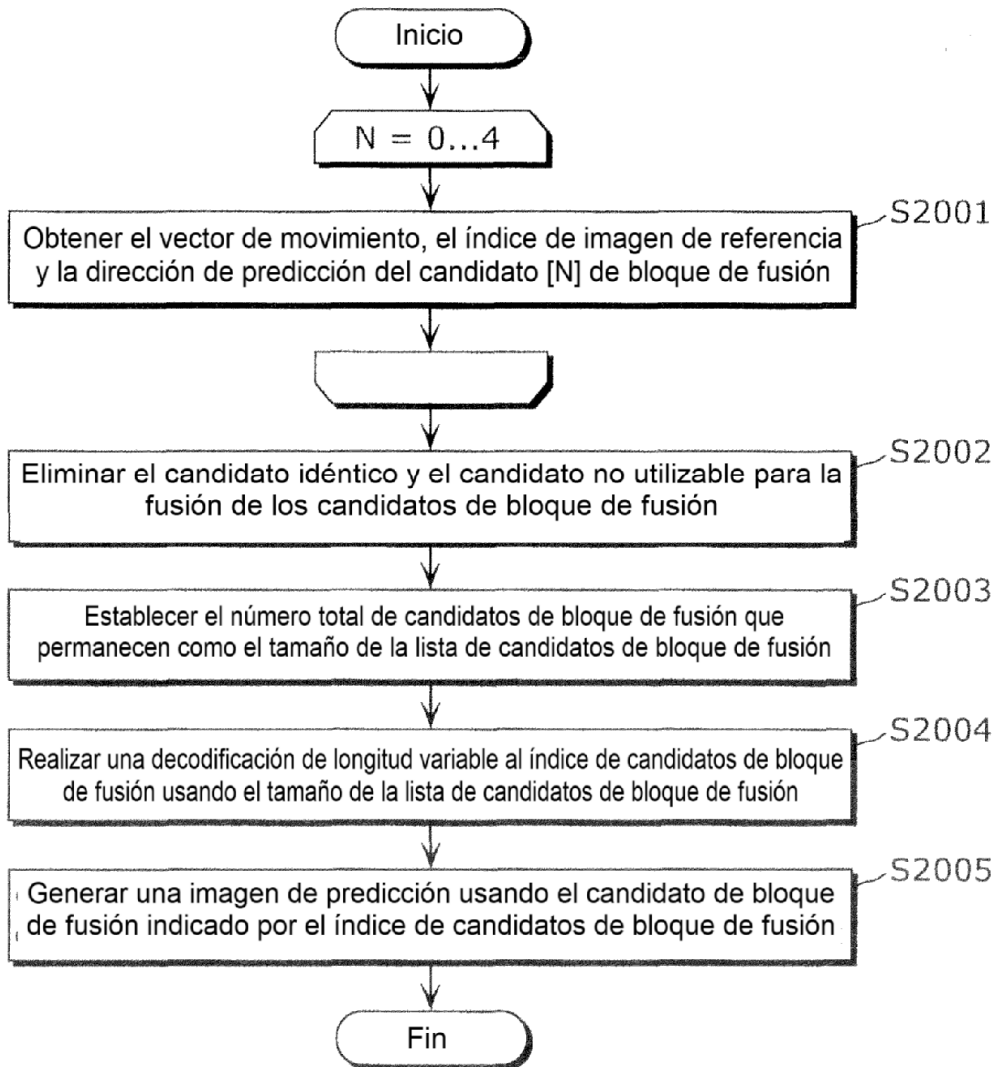 Inicio
N = 0...4
S2001
Obtener el vector de movimiento, el índice de imagen de referencia
y la dirección de predicción del candidato [N] de bloque de fusión
S2002
Eliminar el candidato idéntico y el candidato no utilizable para la
fusión de los candidatos de bloque de fusión
S2003
Establecer el número total de candidatos de bloque de fusión que
permanecen como el tamaño de la lista de candidatos de bloque de fusión
S2004
Realizar una decodificación de longitud variable al índice de candidatos de bloque
de fusión usando el tamaño de la lista de candidatos de bloque de fusión
S2005
Generar una imagen de predicción usando el candidato de bloque
de fusión indicado por el índice de candidatos de bloque de fusión
Fin